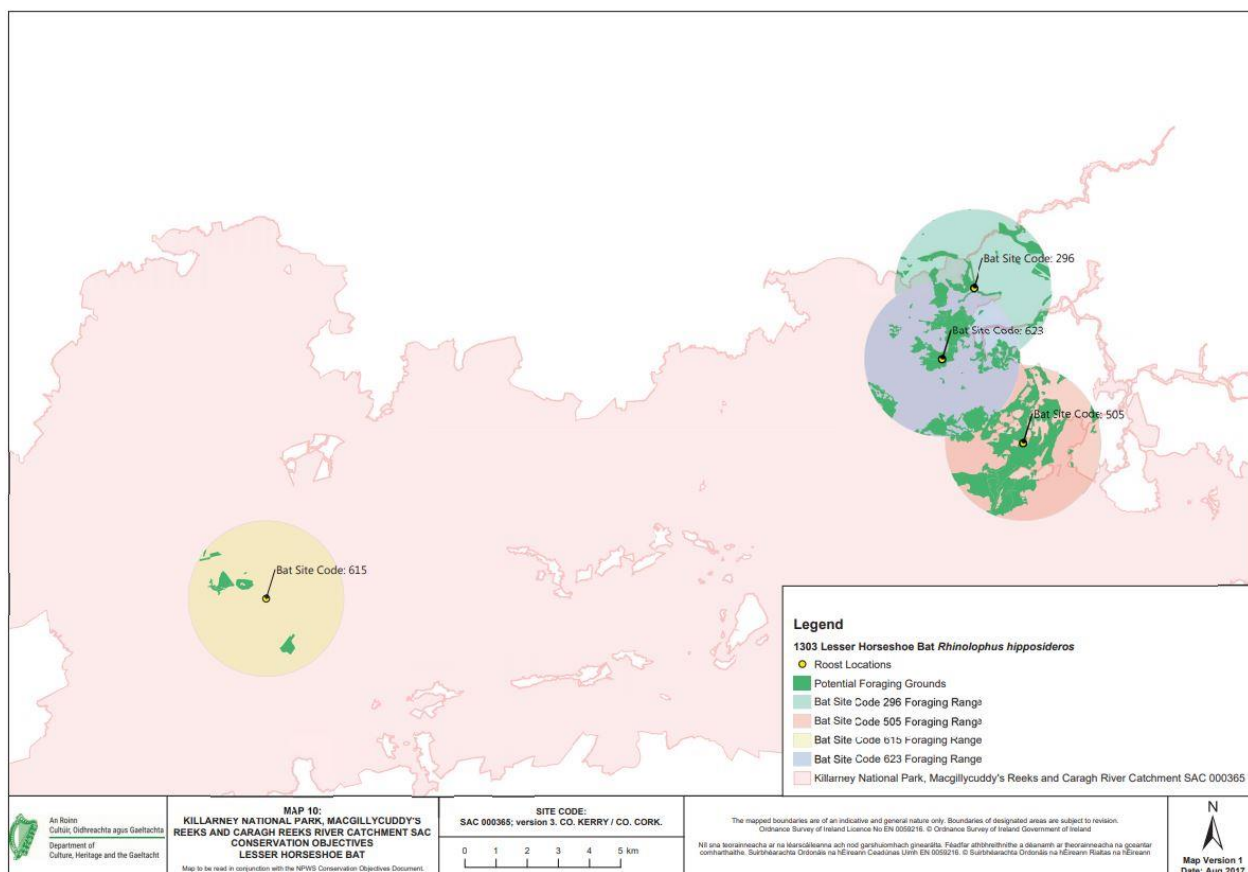 Bat Site Code: 296
Bat Site Code: 623
Bat Site Code: 505
Bat Site Code: 615
Legend
1303 Lesser Horseshoe Bat Rhinolophus hipposideros
Roost Locations
Potential Foraging Grounds
Bat Site Code 296 Foraging Range
Bat Site Code 505 Foraging Range
Bat Site Code 615 Foraging Range
Bat Site Code 623 Foraging Range
Killarney National Park, Macgillycuddy's Reeks and Caragh River Catchment SAC 000365
An Roinn
Cultúir, Oidhreachta agus Gaeltachta
Department of
Culture, Heritage and the Gaeltacht
MAP 10:
KILLARNEY NATIONAL PARK, MACGILLYCUDDY'S
REEKS AND CARAGH REEKS RIVER CATCHMENT SAC
CONSERVATION OBJECTIVES
LESSER HORSESHOE BAT
Map to be read in conjunction with the NPWS Conservation Objectives Document.
SITE CODE:
SAC 000365; version 3. CO. KERRY / CO. CORK.
0 1 2 3 4 5 km
The mapped boundaries are of an indicative and general nature only. Boundaries of designated areas are subject to revision.
Ordnance Survey of Ireland Licence No EN 0059216. © Ordnance Survey of Ireland Government of Ireland
Níl sna teorainneacha ar na
N
Map Version 1
Date: Aug 2017